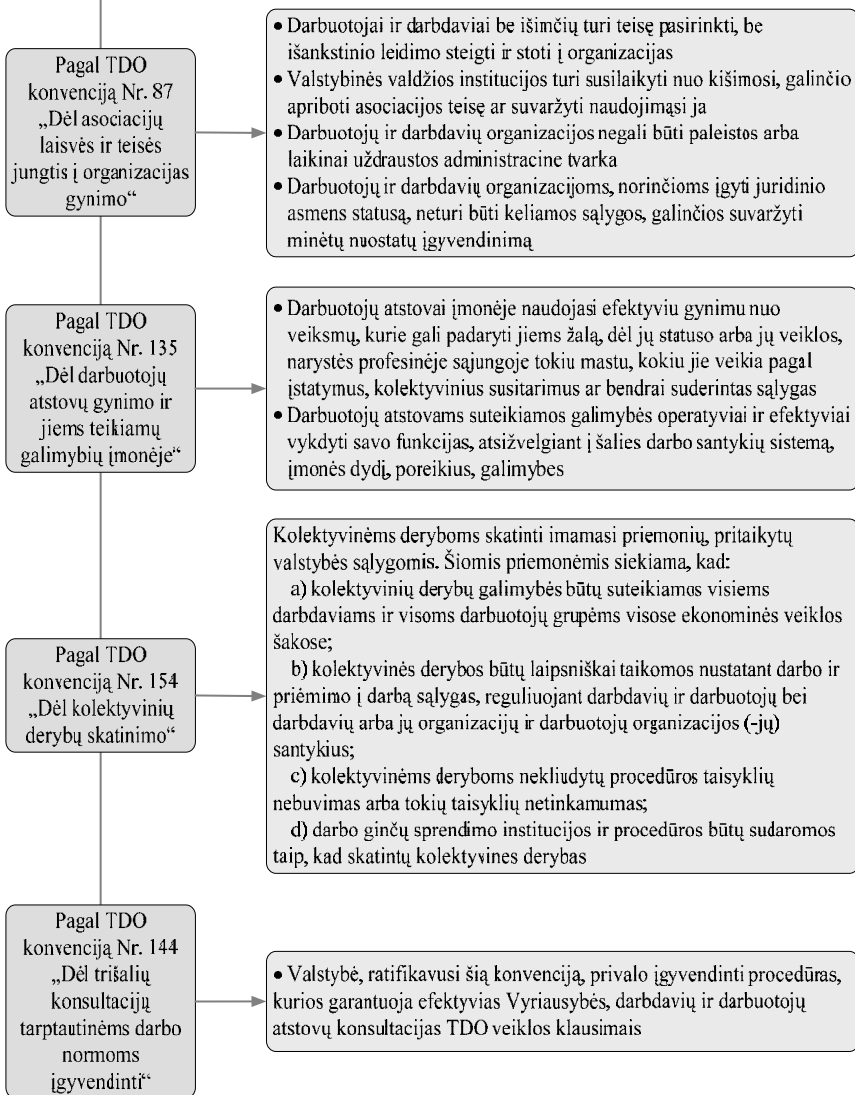 Pagal TDO
konvenciją Nr. 87
„Dėl asociacijų
laisvės ir teisės
jungtis į organizacijas
gynimo“
• Darbuotojai ir darbdaviai be išimčių turi teisę pasirinkti, be
išankstinio leidimo steigti ir stoti į organizacijas
• Valstybinės valdžios institucijos turi susilaikyti nuo kišimosi, galinčio
apriboti asociacijos teisę ar suvaržyti naudojimąsi ja
• Darbuotojų ir darbdavių organizacijos negali būti paleistos arba
laikinai uždraustos administracine tvarka
• Darbuotojų ir darbdavių organizacijoms, norinčioms įgyti juridinio
asmens statusą, neturi būti keliamos sąlygos, galinčios suvaržyti
minėtų nuostatų įgyvendinimą
Pagal TDO
konvenciją Nr. 135
„Dėl darbuotojų
atstovų gynimo ir
jiems teikiamų
galimybių įmonėje“
• Darbuotojų atstovai įmonėje naudojasi efektyviu gynimu nuo
veiksmų, kurie gali padaryti jiems žalą, dėl jų statuso arba jų veiklos,
narystės profesinėje sąjungoje tokiu mastu, kokiu jie veikia pagal
įstatymus, kolektyvinius susitarimus ar bendrai suderintas sąlygas
• Darbuotojų atstovams suteikiamos galimybės operatyviai ir efektyviai
vykdyti savo funkcijas, atsižvelgiant į šalies darbo santykių sistemą,
įmonės dydį, poreikius, galimybes
Pagal TDO
konvenciją Nr. 154
„Dėl kolektyvinių
derybų skatinimo“
Kolektyvinėms deryboms skatinti imamasi priemonių, pritaikytų
valstybės sąlygomis. Šiomis priemonėmis siekiama, kad:
a) kolektyvinių derybų galimybės būtų suteikiamos visiems
darbdaviams ir visoms darbuotojų grupėms visose ekonominės veiklos
šakose;
b) kolektyvinės derybos būtų laipsniškai taikomos nustatant darbo ir
priėmimo į darbą sąlygas, reguliuojant darbdavių ir darbuotojų bei
darbdavių arba jų organizacijų ir darbuotojų organizacijos (-jų)
santykius;
c) kolektyvinėms deryboms nekliudytų procedūros taisyklių
nebuvimas arba tokių taisyklių netinkamumas;
d) darbo ginčų sprendimo institucijos ir procedūros būtų sudaromos
taip, kad skatintų kolektyvines derybas
Pagal TDO
konvenciją Nr. 144
„Dėl trišalių
konsultacijų
tarptautinėms darbo
normoms
įgyvendinti“
• Valstybė, ratifikavusi šią konvenciją, privalo įgyvendinti procedūras,
kurios garantuoja efektyvias Vyriausybės, darbdavių ir darbuotojų
atstovų konsultacijas TDO veiklos klausimais